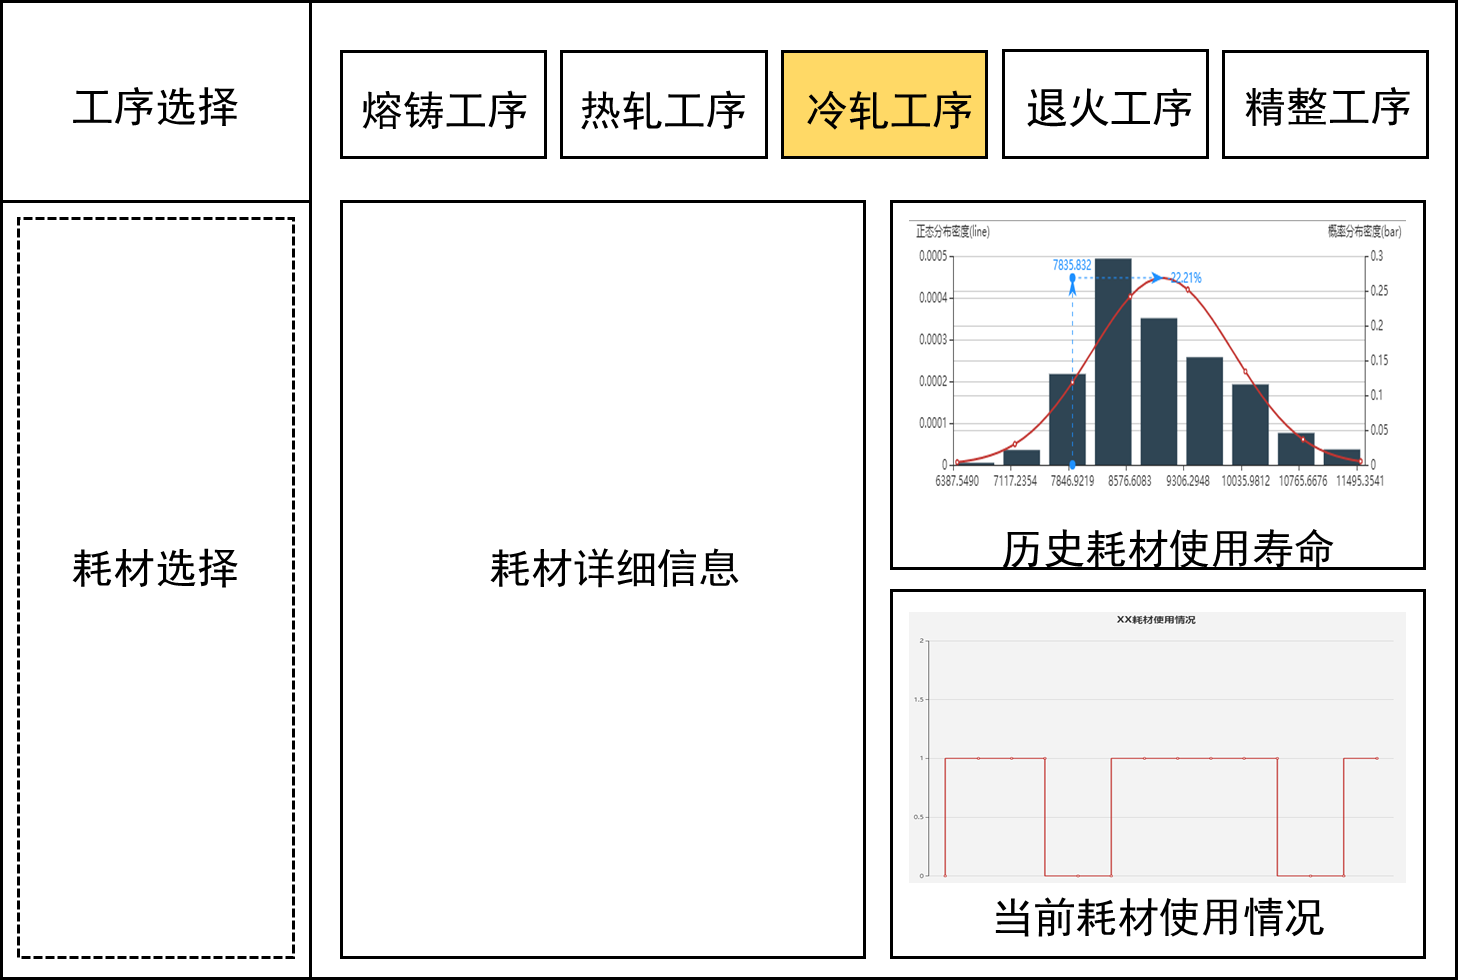 工序选择
熔铸工序
热轧工序
冷轧工序
退火工序
精整工序
耗材选择
耗材详细信息
正态分布密度(line)
概率分布密度(bar)
0.0005
0.0004
0.0003
0.0002
0.0001
0
7835.832
22.21%
0.3
0.25
0.2
0.15
0.1
0.05
0
6387.5490 7117.2354 7846.9219 8576.6083 9306.2948 10035.9812 10765.6676 11495.3541
历史耗材使用寿命
XX耗材使用情况
2
1.5
1
0.5
0
当前耗材使用情况